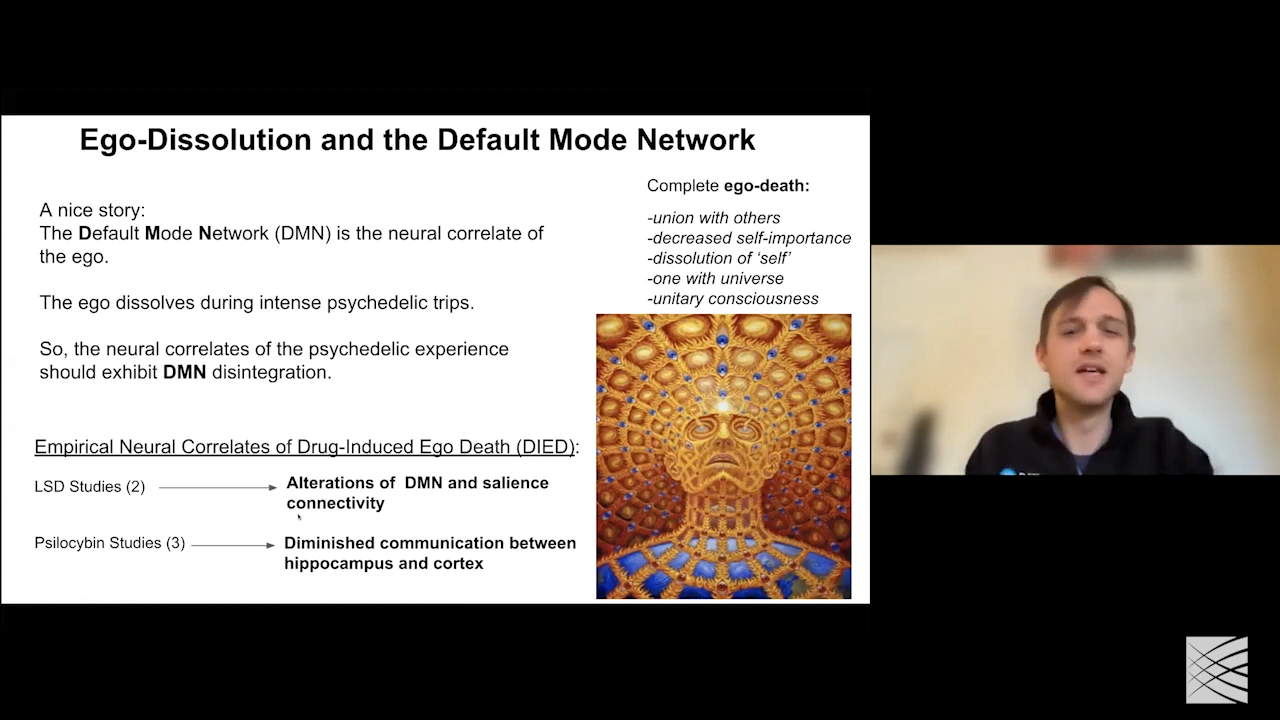 Ego-Dissolution and the Default Mode Network
A nice story:
The Default Mode Network (DMN) is the neural correlate of
the ego.
The ego dissolves during intense psychedelic trips.
So, the neural correlates of the psychedelic experience
should exhibit DMN disintegration.
Complete ego-death:
-union with others
-decreased self-importance
-dissolution of ‘self’
-one with universe
-unitary consciousness
Empirical Neural Correlates of Drug-Induced Ego Death (DIED):
LSD Studies (2)
Alterations of  DMN and salience
connectivity
Psilocybin Studies (3)
Diminished communication between
hippocampus and cortex